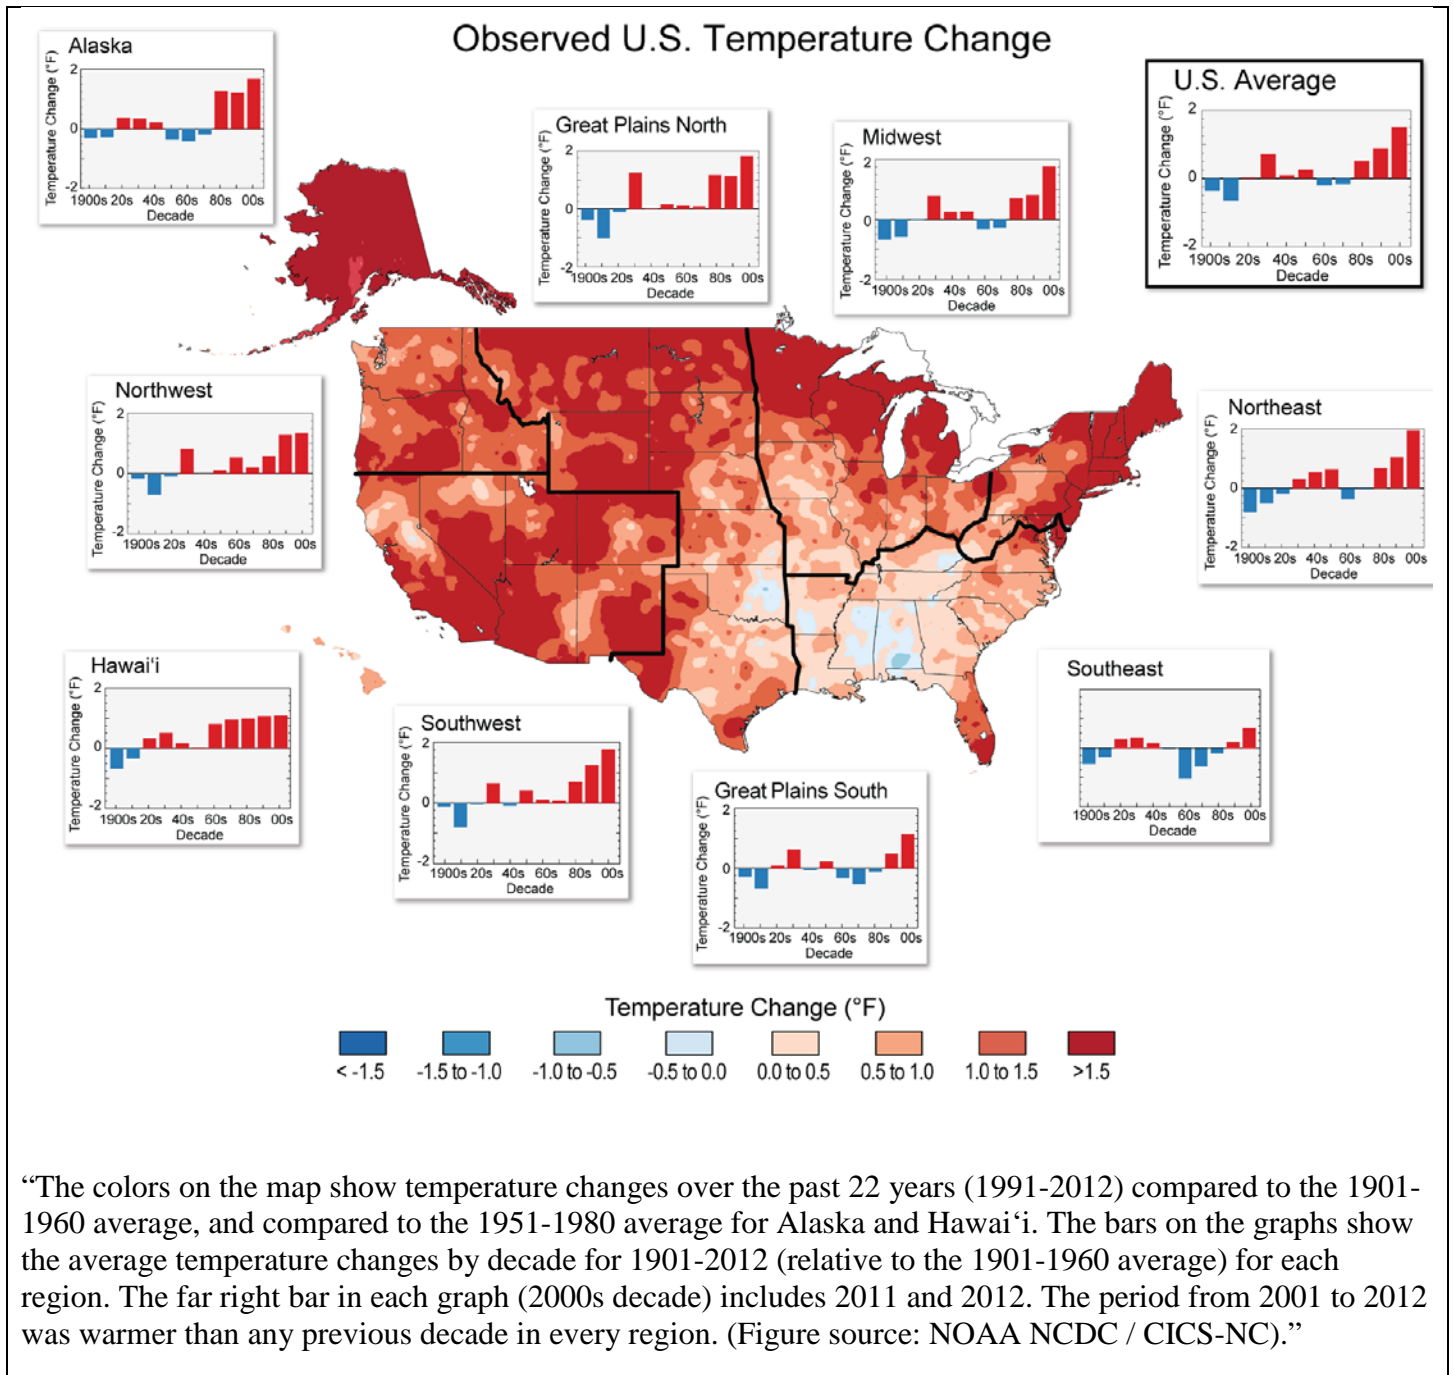 Observed U.S. Temperature Change
Alaska
Temperature Change (°F)
2
0
-2
1900s 20s 40s 60s 80s 00s
Decade
Great Plains North
Temperature Change (°F)
2
0
-2
1900s 20s 40s 60s 80s 00s
Decade
Midwest
Temperature Change (°F)
2
0
-2
1900s 20s 40s 60s 80s 00s
Decade
U.S. Average
Temperature Change (°F)
2
0
-2
1900s 20s 40s 60s 80s 00s
Decade
Northwest
Temperature Change (°F)
2
0
-2
1900s 20s 40s 60s 80s 00s
Decade
Northeast
Temperature Change (°F)
2
0
-2
1900s 20s 40s 60s 80s 00s
Decade
Hawai‘i
Temperature Change (°F)
2
0
-2
1900s 20s 40s 60s 80s 00s
Decade
Southwest
Temperature Change (°F)
2
0
-2
1900s 20s 40s 60s 80s 00s
Decade
Great Plains South
Temperature Change (°F)
2
0
-2
1900s 20s 40s 60s 80s 00s
Decade
Southeast
1900s 20s 40s 60s 80s 00s
Decade
Temperature Change (°F)
< -1.5 -1.5 to -1.0 -1.0 to -0.5 -0.5 to 0.0 0.0 to 0.5 0.5 to 1.0 1.0 to 1.5 >1.5
“The colors on the map show temperature changes over the past 22 years (1991-2012) compared to the 1901-
1960 average, and compared to the 1951-1980 average for Alaska and Hawai‘i. The bars on the graphs show
the average temperature changes by decade for 1901-2012 (relative to the 1901-1960 average) for each
region. The far right bar in each graph (2000s decade) includes 2011 and 2012. The period from 2001 to 2012
was warmer than any previous decade in every region. (Figure source: NOAA NCDC / CICS-NC).”